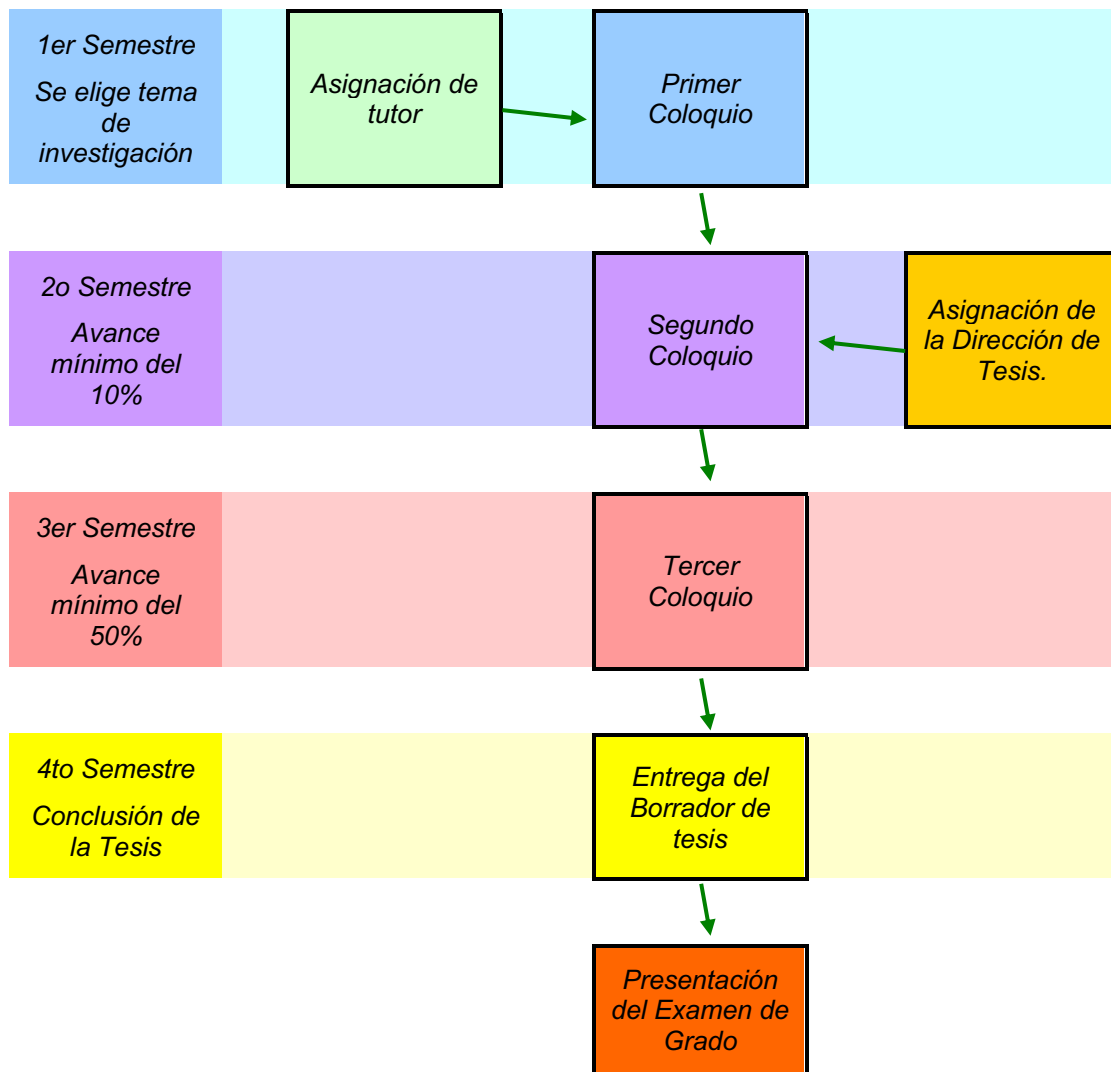 1er Semestre
Se elige tema
de
investigación
Asignación de
tutor
Primer
Coloquio
2o Semestre
Avance
mínimo del
10%
Segundo
Coloquio
Asignación de
la Dirección de
Tesis.
3er Semestre
Avance
mínimo del
50%
Tercer
Coloquio
4to Semestre
Conclusión de
la Tesis
Entrega del
Borrador de
tesis
Presentación
del Examen de
Grado